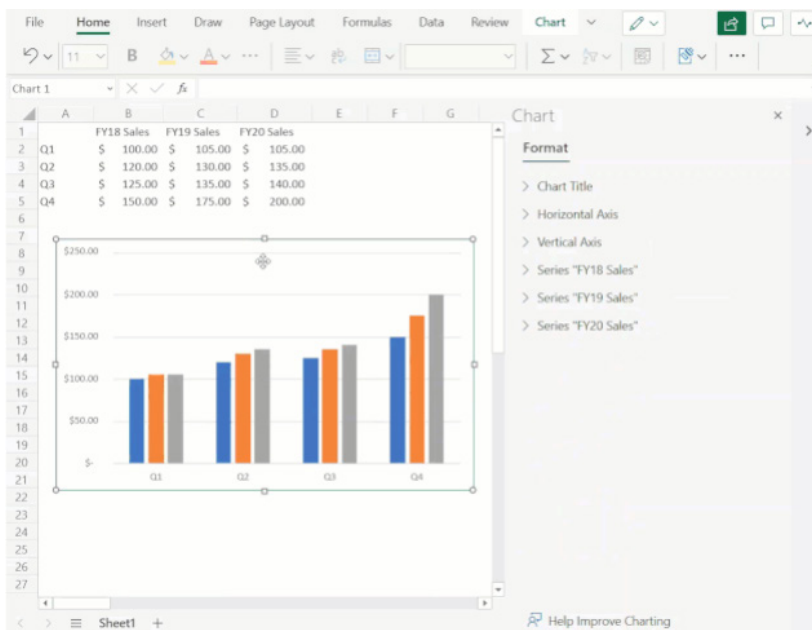 File Home Insert Draw Page Layout Formulas Data Review Chart
11 B A ...
Chart 1 fx
A B C D E F G
Chart
1 FY18 Sales FY19 Sales FY20 Sales
Format
2 Q1 $ 100.00 $ 105.00 $ 105.00
3 Q2 $ 120.00 $ 130.00 $ 135.00
4 Q3 $ 125.00 $ 135.00 $ 140.00
5 Q4 $ 150.00 $ 175.00 $ 200.00
6
7
8
9
10
11
12
13
14
15
16
17
18
19
20
21
22
23
24
25
26
27
$250.00
$200.00
$150.00
$100.00
$50.00
$-
Q1 Q2 Q3 Q4
Chart Title
Horizontal Axis
Vertical Axis
Series "FY18 Sales"
Series "FY19 Sales"
Series "FY20 Sales"
Sheet1
Help Improve Charting